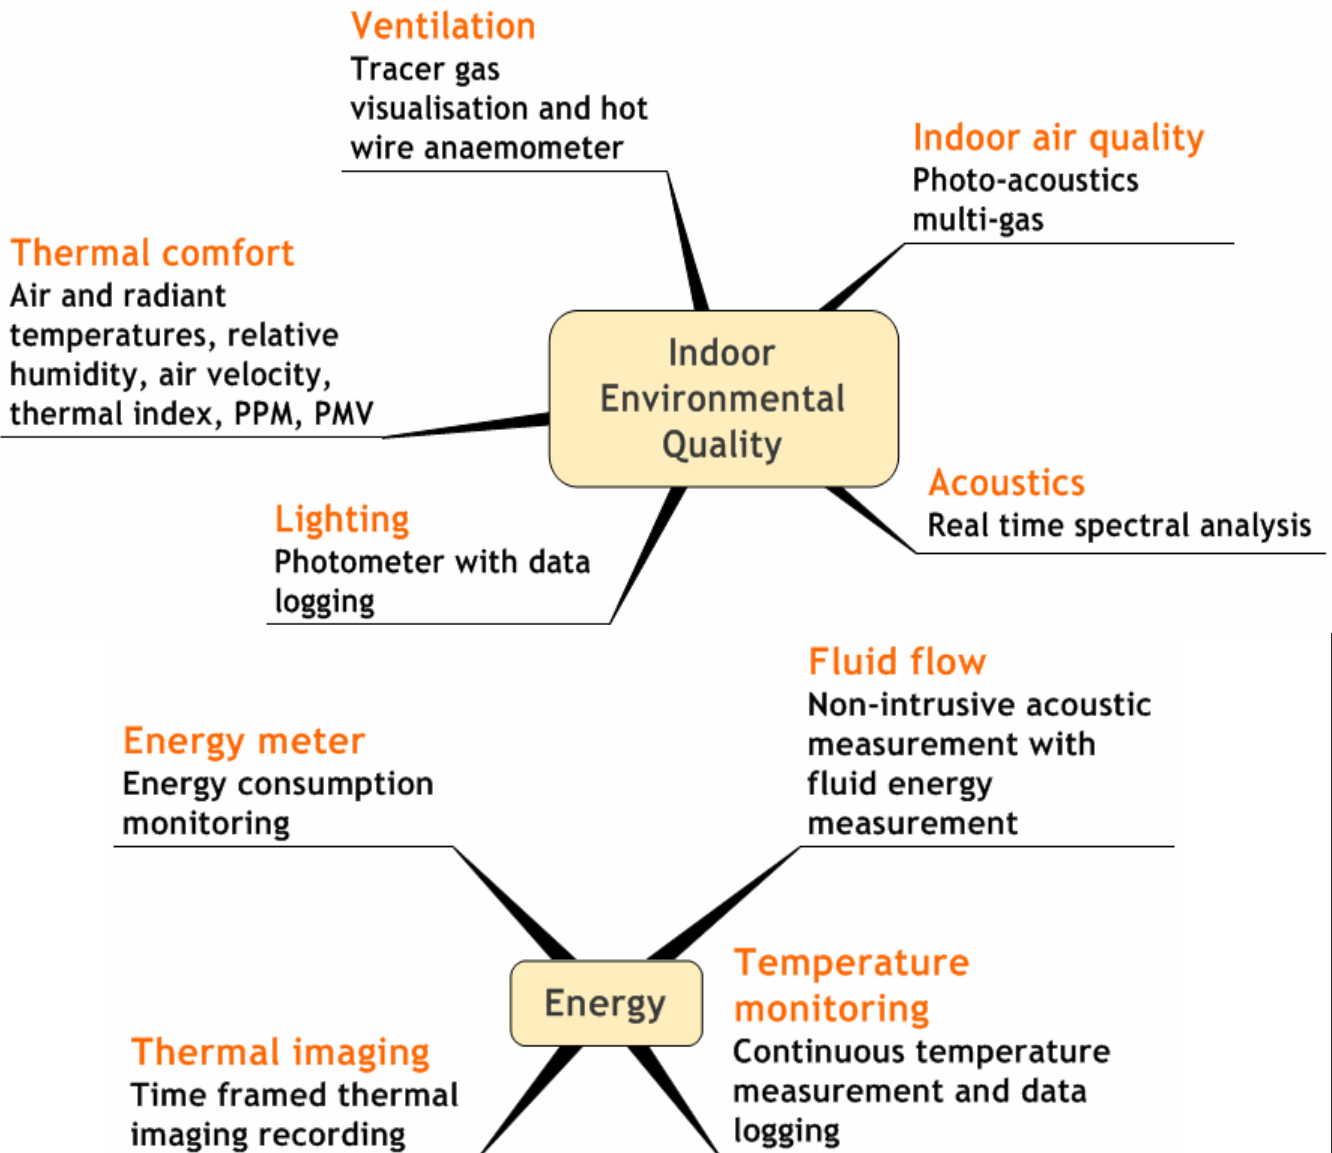 Ventilation
Tracer gas
visualisation and hot
wire anaemometer
Indoor air quality
Photo-acoustics
multi-gas
Thermal comfort
Air and radiant
temperatures, relative
humidity, air velocity,
thermal index, PPM, PMV
Indoor
Environmental
Quality
Acoustics
Real time spectral analysis
Lighting
Photometer with data
logging
Fluid flow
Non-intrusive acoustic
measurement with
fluid energy
measurement
Energy meter
Energy consumption
monitoring
Energy
Temperature
monitoring
Continuous temperature
measurement and data
logging
Thermal imaging
Time framed thermal
imaging recording